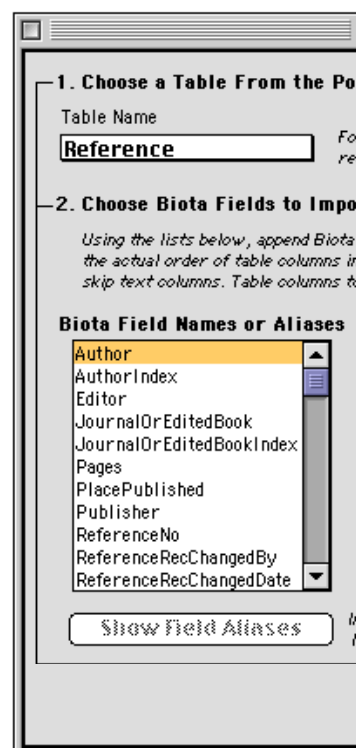 1. Choose a Table From the Po
Table Name
Reference
Fo
re
2. Choose Biota Fields to Impo
Using the lists below, append Biota
the actual order of table columns in
skip text columns. Table columns to
Biota Field Names or Aliases
Author
AuthorIndex
Editor
JournalOrEditedBook
JournalOrEditedBookIndex
Pages
PlacePublished
Publisher
ReferenceNo
ReferenceRecChangedBy
ReferenceRecChangedDate
Show Field Aliases